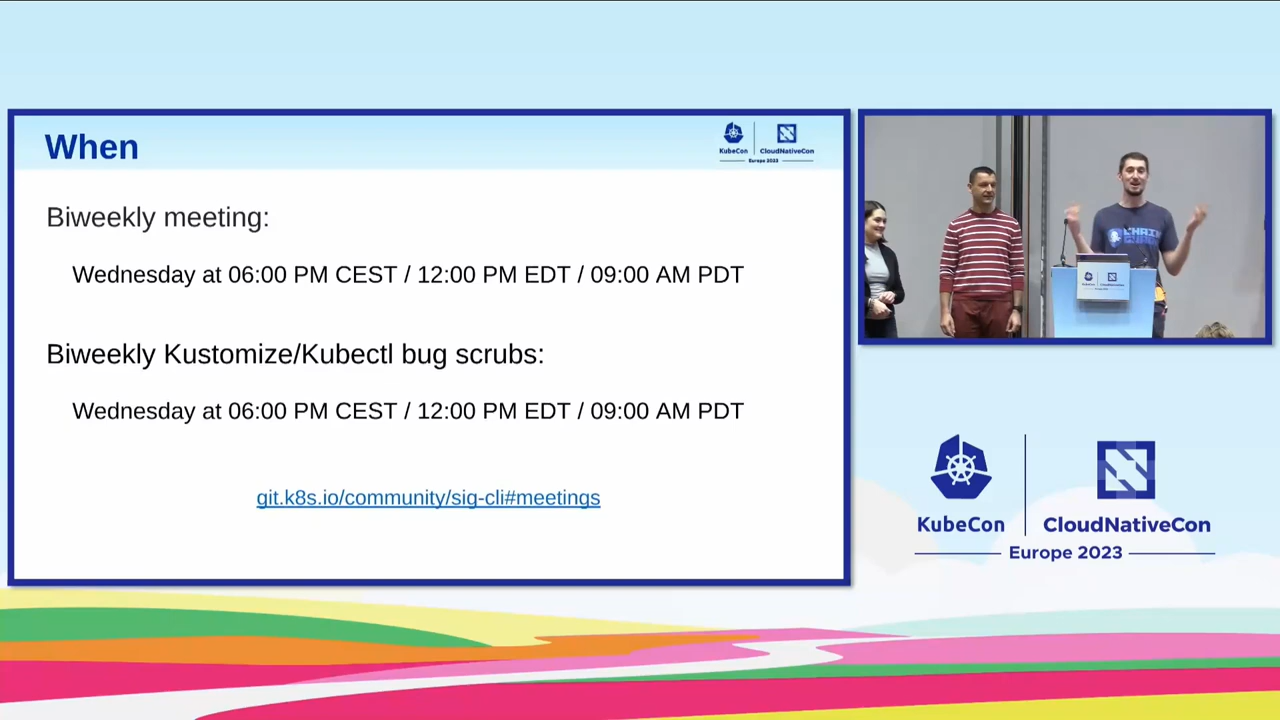 When
KubeCon
CloudNativeCon
Europe 2023
Biweekly meeting:
Wednesday at 06:00 PM CEST / 12:00 PM EDT / 09:00 AM PDT
Biweekly Kustomize/Kubectl bug scrubs:
Wednesday at 06:00 PM CEST / 12:00 PM EDT / 09:00 AM PDT
git.k8s.io/community/sig-cli#meetings
CHAIN
GUARD
KubeCon
CloudNativeCon
Europe 2023